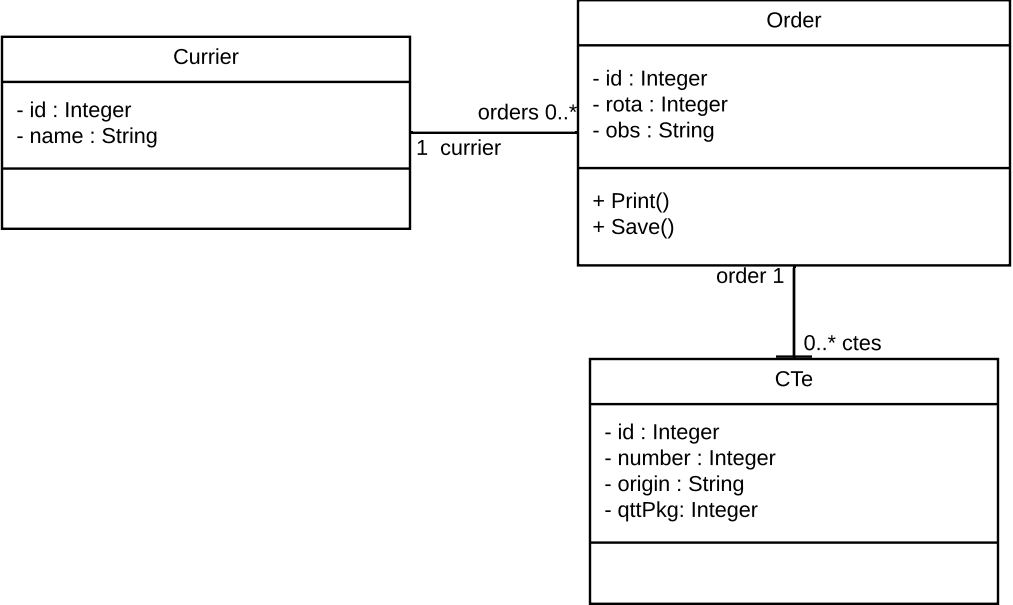 Currier
- id : Integer
- name : String
orders 0..*
1  currier
Order
- id : Integer
- rota : Integer
- obs : String
+ Print()
+ Save()
order 1
0..* ctes
CTe
- id : Integer
- number : Integer
- origin : String
- qttPkg: Integer